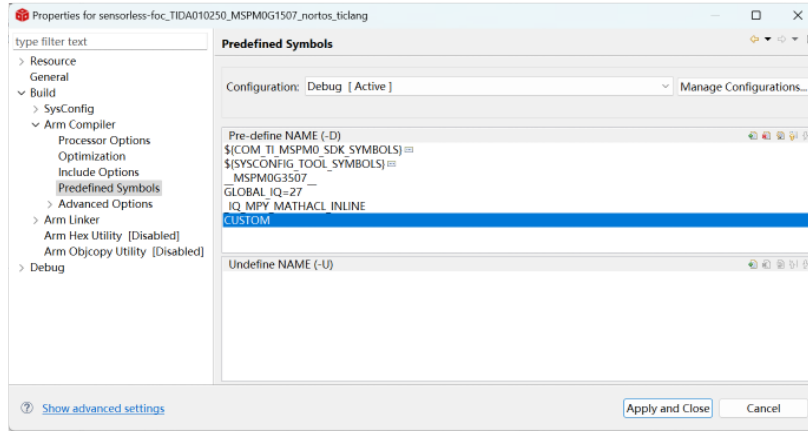 Properties for sensorless-foc_TIDA010250_MSPM0G1507_nortos_ticlang
type filter text
Resource
General
Build
SysConfig
Arm Compiler
Processor Options
Optimization
Include Options
Predefined Symbols
Advanced Options
Arm Linker
Arm Hex Utility [Disabled]
Arm Objcopy Utility [Disabled]
Debug
Predefined Symbols
Configuration: Debug [ Active ]
Manage Configurations...
Pre-define NAME (-D)
${COM_TI_MSPM0_SDK_SYMBOLS}
${SYSCONFIG_TOOL_SYMBOLS}
__MSPM0G3507__
GLOBAL_IQ=27
_IQ_MPY_MATHACL_INLINE
CUSTOM
Undefine NAME (-U)
Show advanced settings
Apply and Close
Cancel